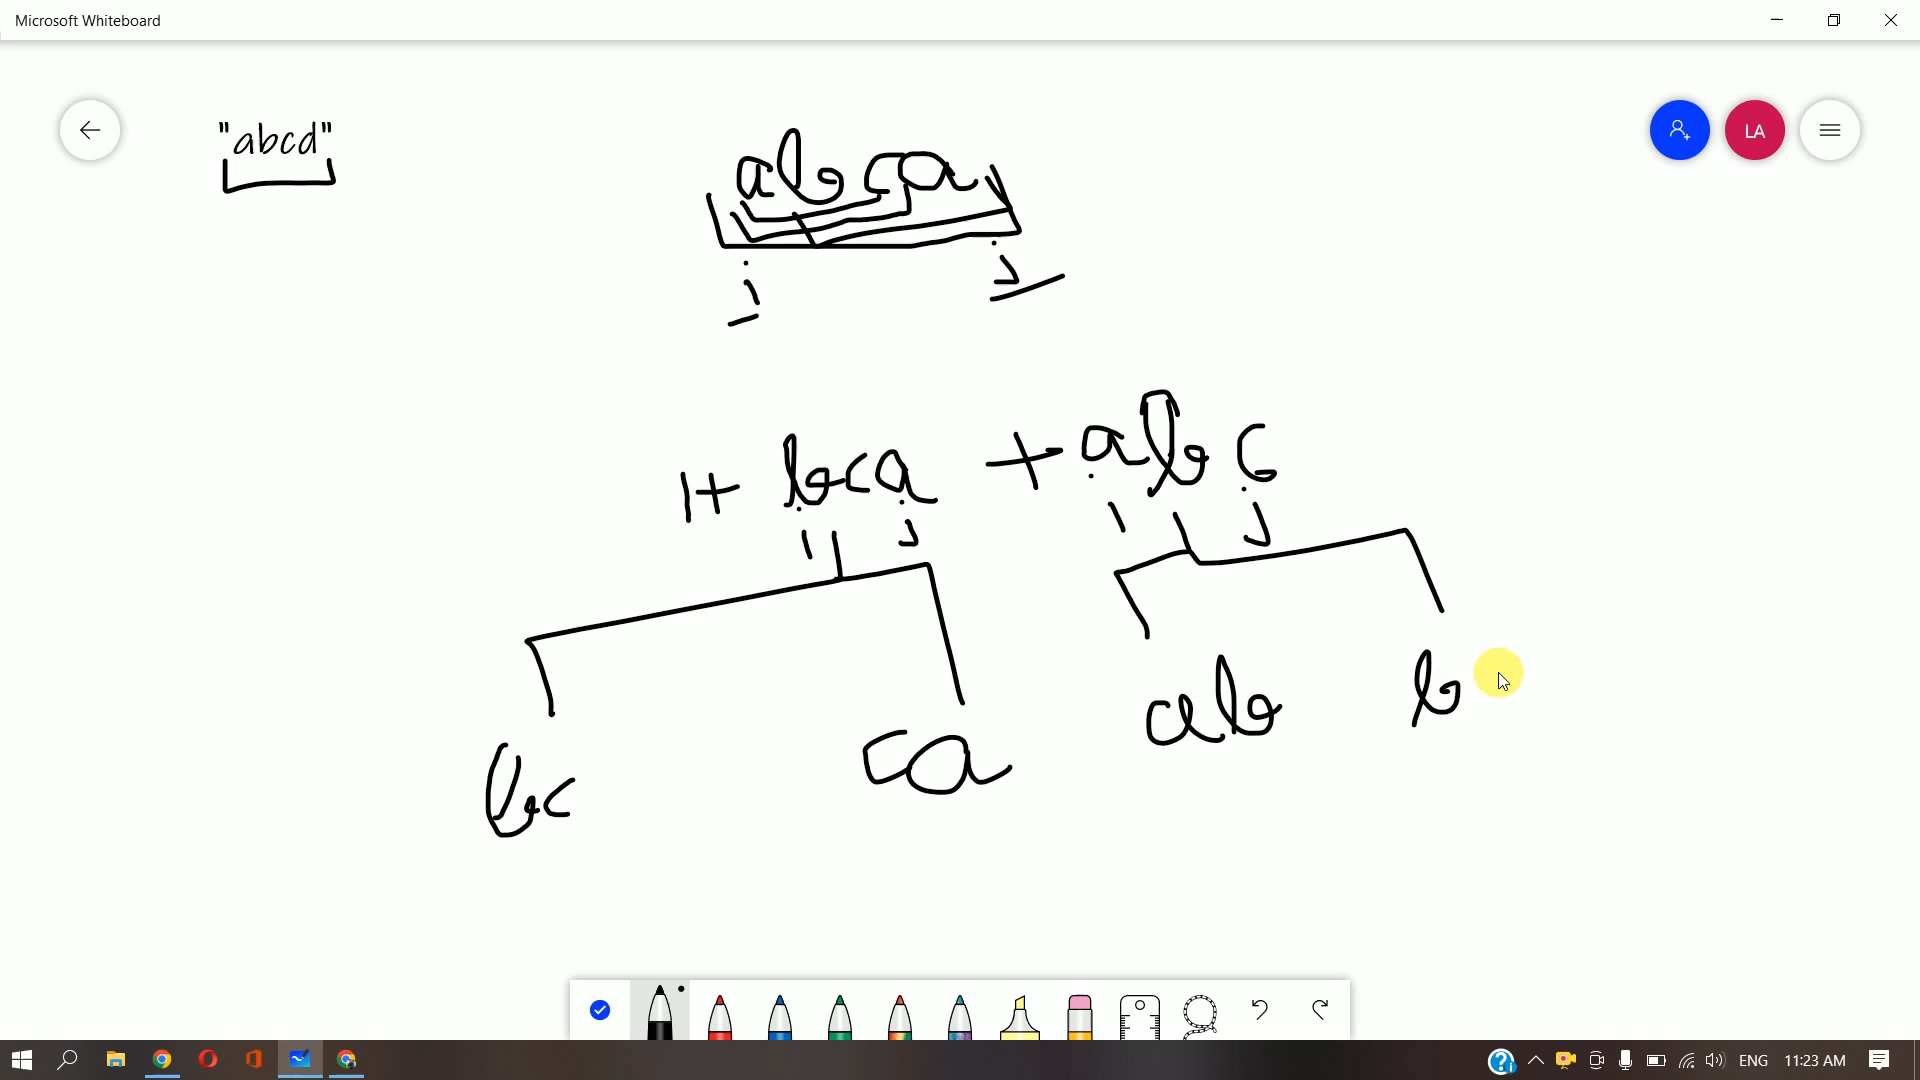 Microsoft Whiteboard
"abcd"
LA
abca
i j
1+ bca + abc
i j i j
bc ca ab b
ENG 11:23 AM